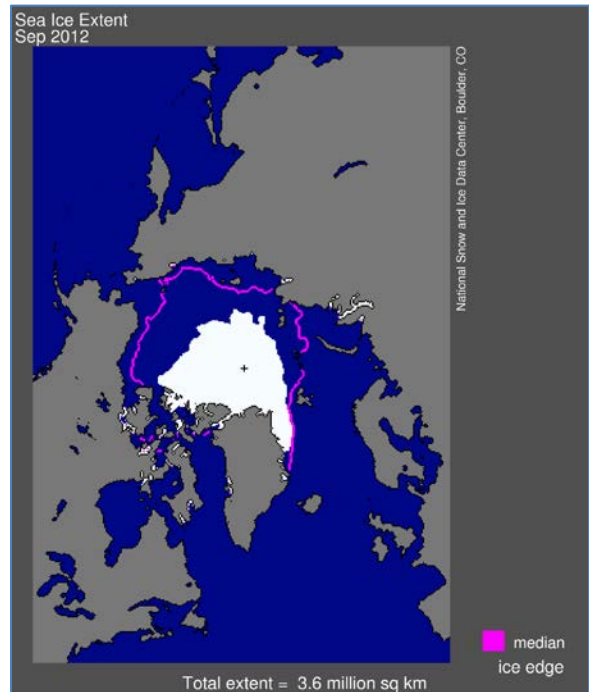 Sea Ice Extent
Sep 2012
National Snow and Ice Data Center, Boulder, CO
median
ice edge
Total extent = 3.6 million sq km